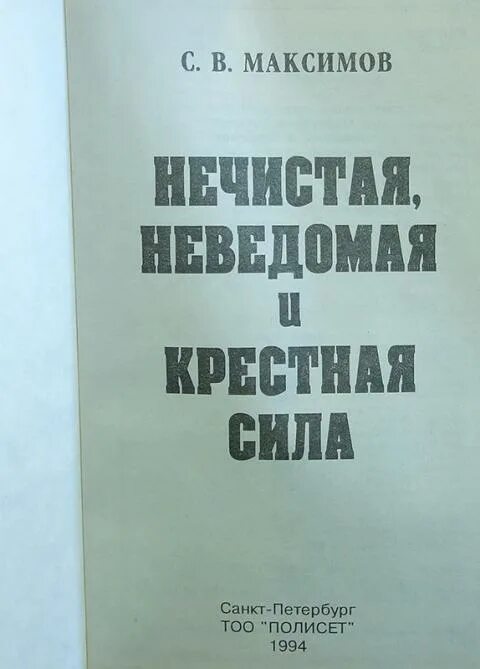 С. В. МАКСИМОВ
НЕЧИСТАЯ,
НЕВЕДОМАЯ
и
КРЕСТНАЯ
СИЛА
Санкт-Петербург
ТОО "ПОЛИСЕТ"
1994